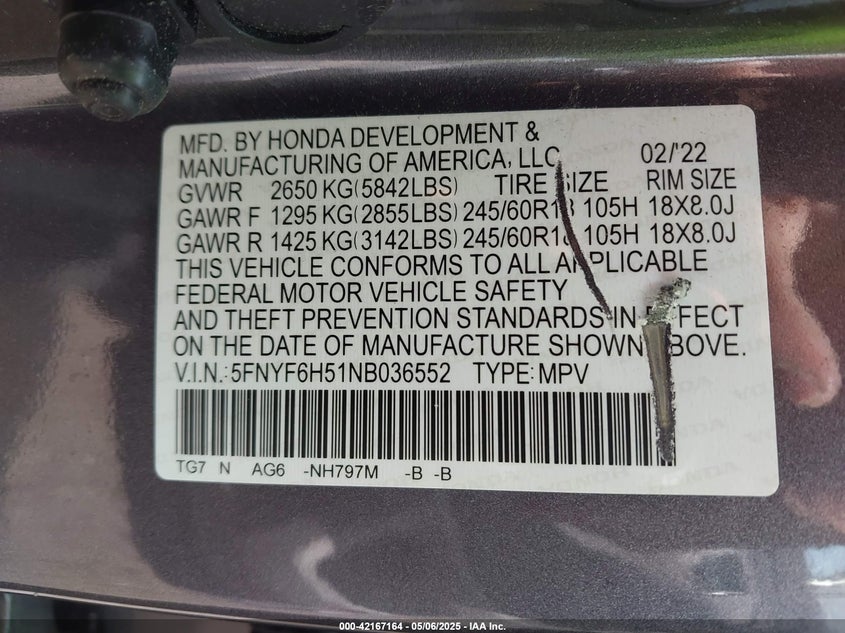 MFD. BY HONDA DEVELOPMENT &
MANUFACTURING OF AMERICA, LLC 02/'22
GVWR 2650 KG(5842LBS) TIRE SIZE RIM SIZE
GAWR F 1295 KG(2855LBS) 245/60R18 105H 18X8.0J
GAWR R 1425 KG(3142LBS) 245/60R18 105H 18X8.0J
THIS VEHICLE CONFORMS TO ALL APPLICABLE
FEDERAL MOTOR VEHICLE SAFETY
AND THEFT PREVENTION STANDARDS IN EFFECT
ON THE DATE OF MANUFACTURE SHOWN ABOVE.
V.I.N.: 5FNYF6H51NB036552 TYPE: MPV
TG7 N AG6 -NH797M -B -B
000-42167164 - 05/06/2025 - IAA Inc.